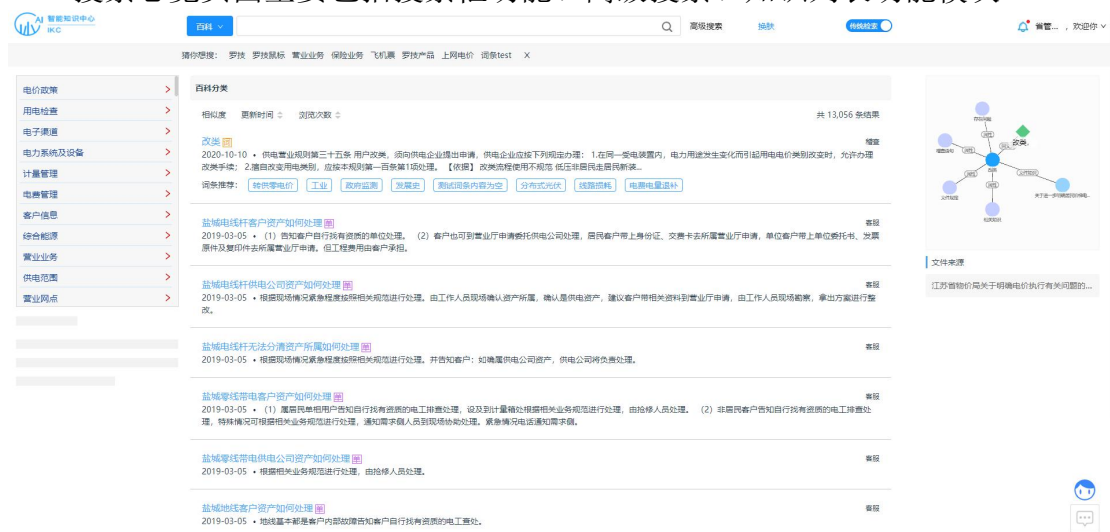 AI 智能知识中心
IKC
百科
高级搜索
换肤
传统检索
省管... ，欢迎你
猜你想搜： 罗技 罗技鼠标 营业业务 保险业务 飞机票 罗技产品 上网电价 词条test X
电价政策
用电检查
电子渠道
电力系统及设备
计量管理
电费管理
客户信息
综合能源
营业业务
供电范围
营业网点
百科分类
相似度 更新时间 浏览次数
共 13,056 条结果
改类
稽查
2020-10-10 • 供电营业规则第三十五条 用户改类，须向供电企业提出申请，供电企业应按下列规定办理： 1.在同一受电装置内，电力用途发生变化而引起用电电价类别改变时，允许办理
改类手续； 2.擅自改变用电类别，应按本规则第一百条第1项处理。 【依据】 改类流程使用不规范 低压非居民走居民新装...
词条推荐： 转供零电价 工业 政府监测 发展史 测试词条内容为空 分布式光伏 线路损耗 电费电量退补
盐城电线杆客户资产如何处理
客服
2019-03-05 • （1）告知客户自行找有资质的单位处理。 （2）客户也可到营业厅申请委托供电公司处理，居民客户带上身份证、交费卡去所属营业厅申请，单位客户带上单位委托书、发票
原件及复印件去所属营业厅申请。但工程费用由客户承担。
盐城电线杆供电公司资产如何处理
客服
2019-03-05 • 根据现场情况紧急程度按照相关规范进行处理。由工作人员现场确认资产所属，确认是供电资产，建议客户带相关资料到营业厅申请，由工作人员现场勘察，拿出方案进行整
改。
盐城电线杆无法分清资产所属如何处理
客服
2019-03-05 • 根据现场情况紧急程度按照相关规范进行处理。并告知客户：如确属供电公司资产，供电公司将负责处理。
盐城零线带电客户资产如何处理
客服
2019-03-05 • （1）属居民单相用户告知自行找有资质的电工排查处理，设及到计量箱处根据相关业务规范进行处理，由抢修人员处理。 （2）非居民客户告知自行找有资质的电工排查处
理，特殊情况可根据相关业务规范进行处理，通知需求侧人员到现场协助处理。紧急情况电话通知需求侧。
盐城零线带电供电公司资产如何处理
客服
2019-03-05 • 根据相关业务规范进行处理，由抢修人员处理。
盐城地线客户资产如何处理
客服
2019-03-05 • 地线基本都是客户内部故障告知客户自行找有资质的电工查处。
改类.
文件来源
江苏省物价局关于明确电价执行有关问题的...